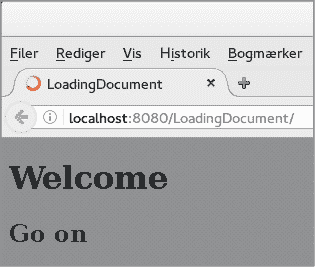 Filer Rediger Vis Historik Bogmærker
LoadingDocument
localhost:8080/LoadingDocument/
Welcome
Go on